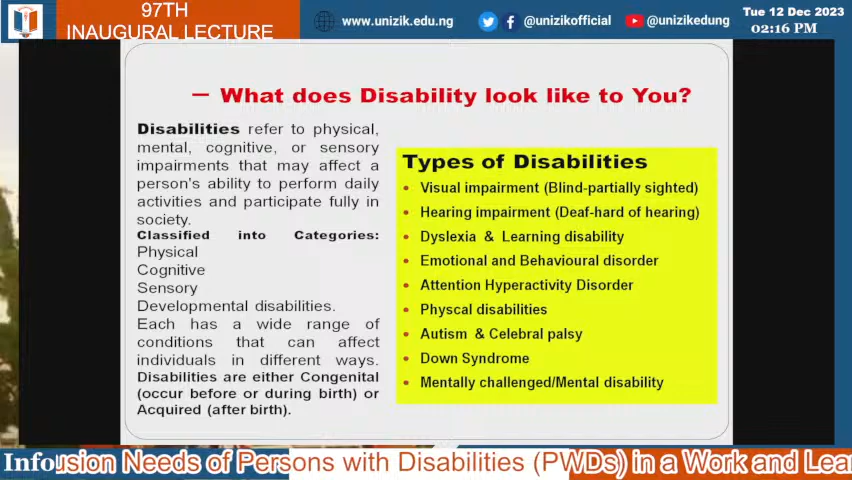 97TH
INAUGURAL LECTURE
www.unizik.edu.ng
@unizikofficial
@unizikedung
Tue 12 Dec 2023
02:16 PM
– What does Disability look like to You?
Disabilities refer to physical,
mental, cognitive, or sensory
impairments that may affect a
person's ability to perform daily
activities and participate fully in
society.
Classified into Categories:
Physical
Cognitive
Sensory
Developmental disabilities.
Each has a wide range of
conditions that can affect
individuals in different ways.
Disabilities are either Congenital
(occur before or during birth) or
Acquired (after birth).
Types of Disabilities
• Visual impairment (Blind-partially sighted)
• Hearing impairment (Deaf-hard of hearing)
• Dyslexia & Learning disability
• Emotional and Behavioural disorder
• Attention Hyperactivity Disorder
• Physcal disabilities
• Autism & Celebral palsy
• Down Syndrome
• Mentally challenged/Mental disability
Info usion Needs of Persons with Disabilities (PWDs) in a Work and Lea